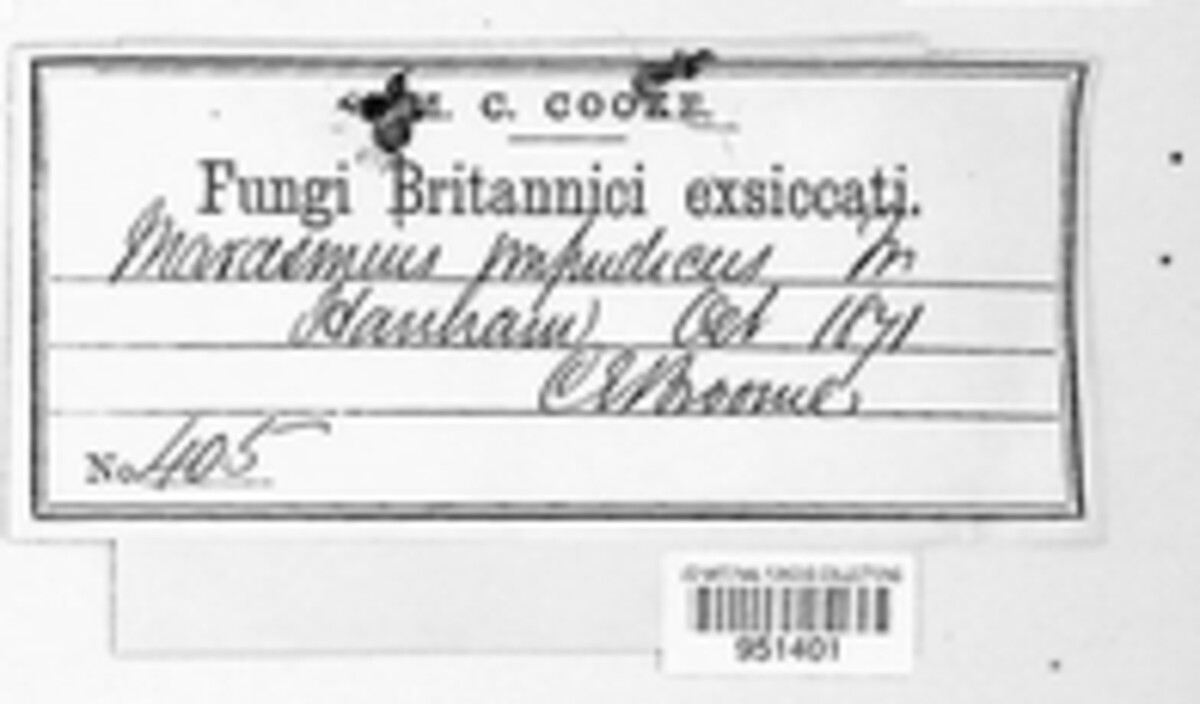 M. C. COOKE.
Fungi Britannici exsiccati.
Marasmius impudicus Fr
Hanham Oct 1871
C E Broome.
No 405
951401